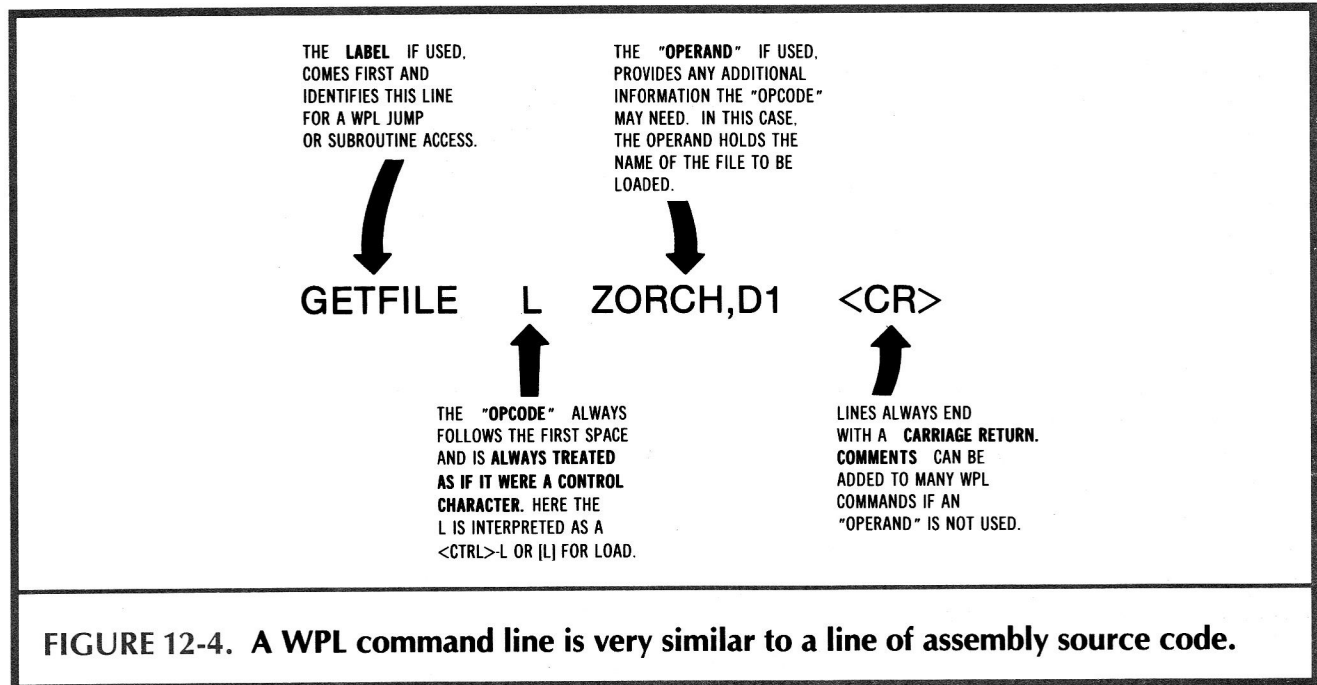 THE LABEL IF USED,
COMES FIRST AND
IDENTIFIES THIS LINE
FOR A WPL JUMP
OR SUBROUTINE ACCESS.
THE "OPERAND" IF USED,
PROVIDES ANY ADDITIONAL
INFORMATION THE "OPCODE"
MAY NEED. IN THIS CASE,
THE OPERAND HOLDS THE
NAME OF THE FILE TO BE
LOADED.
GETFILE L ZORCH,D1 <CR>
THE "OPCODE" ALWAYS
FOLLOWS THE FIRST SPACE
AND IS ALWAYS TREATED
AS IF IT WERE A CONTROL
CHARACTER. HERE THE
L IS INTERPRETED AS A
<CTRL>-L OR [L] FOR LOAD.
LINES ALWAYS END
WITH A CARRIAGE RETURN.
COMMENTS CAN BE
ADDED TO MANY WPL
COMMANDS IF AN
"OPERAND" IS NOT USED.
FIGURE 12-4. A WPL command line is very similar to a line of assembly source code.